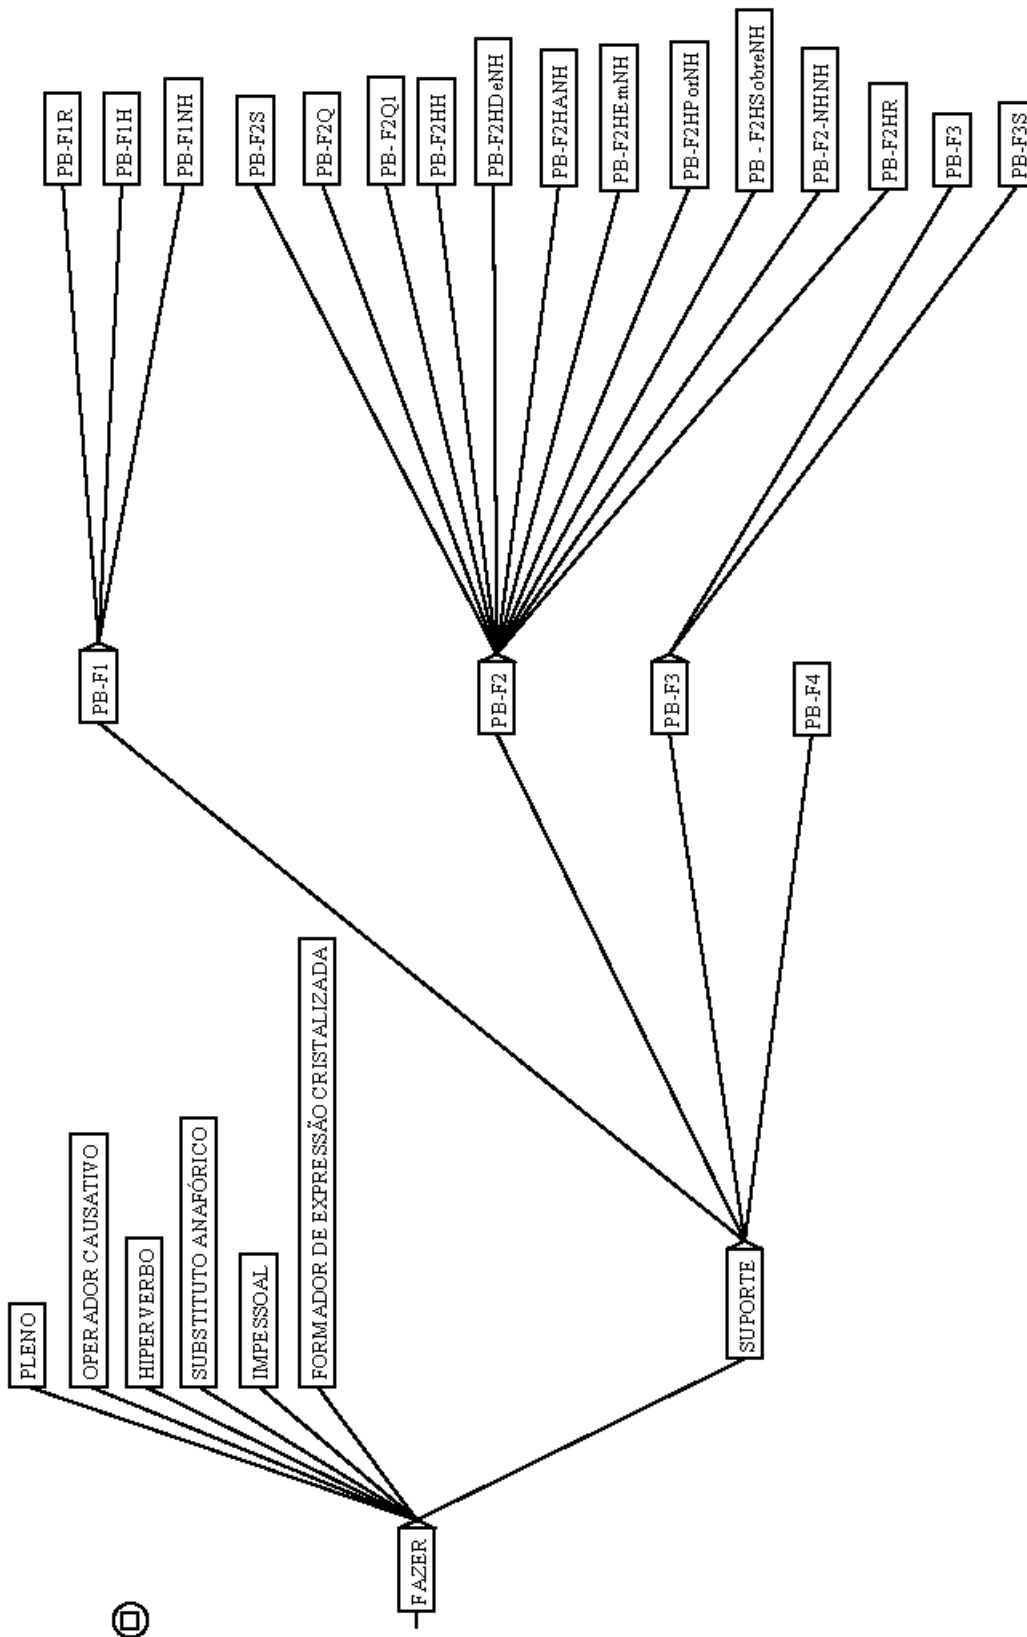 FAZER
PLENO
OPERADOR CAUSATIVO
HIPERVERBO
SUBSTITUTO ANAFÓRICO
IMPESSOAL
FORMADOR DE EXPRESSÃO CRISTALIZADA
SUPORTE
PB-F1
PB-F2
PB-F3
PB-F4
PB-F1R
PB-F1H
PB-F1NH
PB-F2S
PB-F2Q
PB- F2Q1
PB-F2HH
PB-F2HDeNH
PB-F2HANH
PB-F2HEmNH
PB-F2HPorNH
PB - F2HSobreNH
PB-F2-NHNH
PB-F2HR
PB-F3
PB-F3S